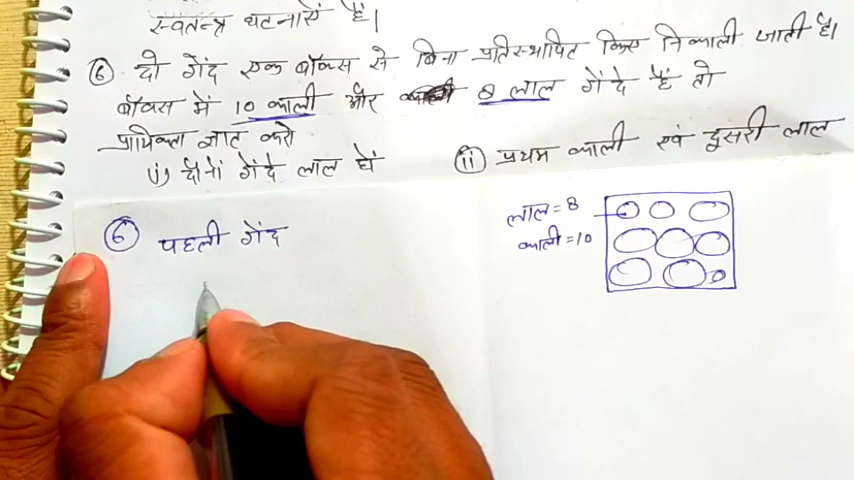 स्वतन्त्र घटनाएँ हैं।
⑥ दो गेंद एक बॉक्स से बिना प्रतिस्थापित किए निकाली जाती है।
बॉक्स में 10 काली और 8 लाल गेंदे हैं तो
प्रायिकता ज्ञात करो
(i) दोनों गेंदे लाल हों
(ii) प्रथम काली एवं दूसरी लाल
⑥ पहली गेंद
लाल = 8
काली = 10